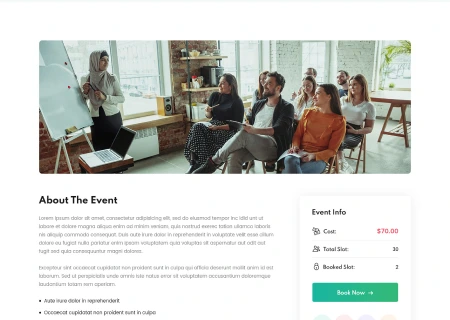 About The Event
Lorem ipsum dolor sit amet, consectetur adipisicing elit, sed do eiusmod tempor incididunt ut
labore et dolore magna aliqua enim ad minim veniam, quis nostrud exerec tation ullamco laboris
nis aliquip commodo consequat. Duis aute irure dolor in reprehenderit in voluptate velit esse cillum
dolore eu fugiat nulla pariatur enim ipsam voluptatem quia voluptas sit aspernatur aut odit aut
fugit sed quia consequuntur magni dolores.
Excepteur sint occaecat cupidatat non proident sunt in culpa qui officia deserunt mollit anim id est laborum.
Sed ut perspiciatis unde omnis iste natus error sit voluptatem accusantium doloremque
laudantium totam rem aperiam.
Aute irure dolor in reprehenderit
Occaecat cupidatat non proident sunt in culpa
Event Info
Cost: $70.00
Total Slot: 20
Booked Slot: 2
Book Now →